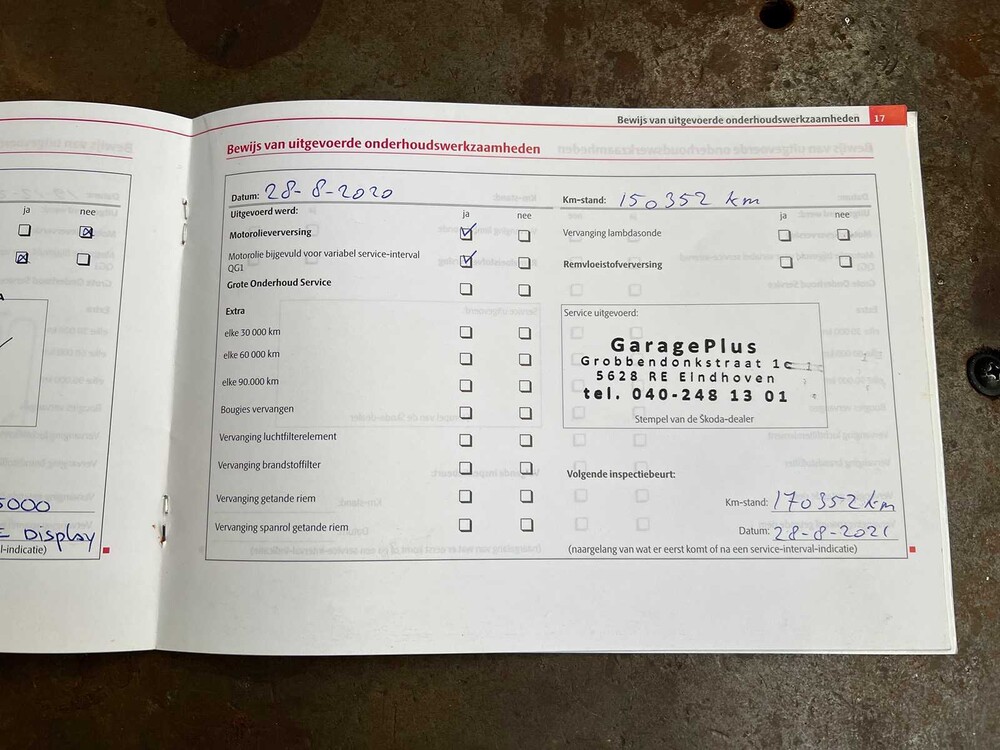 Bewijs van uitgevoerde onderhoudswerkzaamheden 17
Bewijs van uitgevoerde onderhoudswerkzaamheden
ja nee
5000
E Display
l-indicatie)
Datum: 28-8-2020
Km-stand: 150352 km
Uitgevoerd werd: ja nee
ja nee
Motorolieverversing
Motorolie bijgevuld voor variabel service-interval
QG1
Grote Onderhoud Service
Extra
elke 30 000 km
elke 60 000 km
elke 90.000 km
Bougies vervangen
Vervanging luchtfilterelement
Vervanging brandstoffilter
Vervanging getande riem
Vervanging spanrol getande riem
Vervanging lambdasonde
Remvloeistofverversing
Service uitgevoerd:
GaragePlus
Grobbendonkstraat 1c
5628 RE Eindhoven
tel. 040-248 13 01
Stempel van de Škoda-dealer
Volgende inspectiebeurt:
Km-stand: 170352 km
Datum: 28-8-2021
(naargelang van wat er eerst komt of na een service-interval-indicatie)